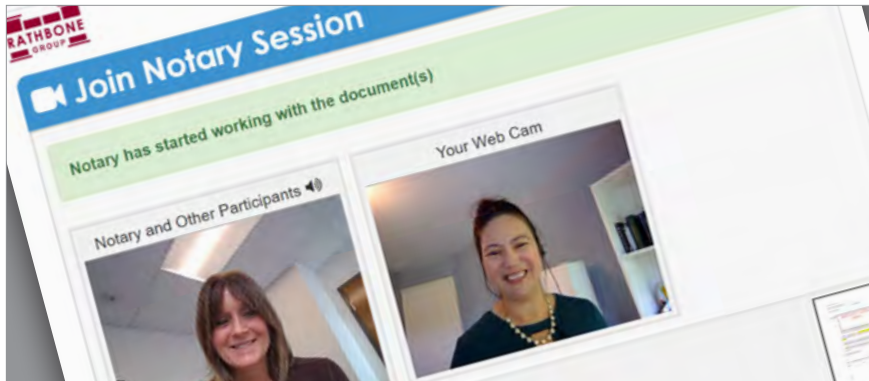 RATHBONE
GROUP
Join Notary Session
Notary has started working with the document(s)
Your Web Cam
Notary and Other Participants